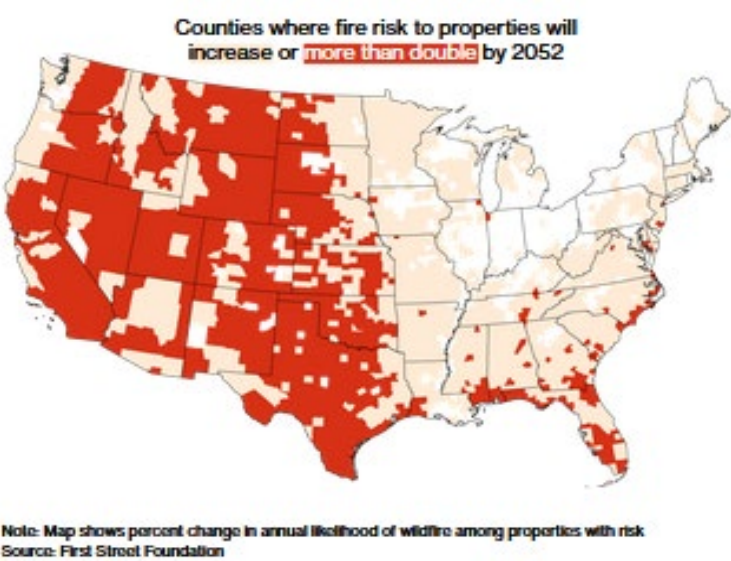 Counties where fire risk to properties will
increase or more than double by 2052
Note: Map shows percent change in annual likelihood of wildfire among properties with risk
Source: First Street Foundation